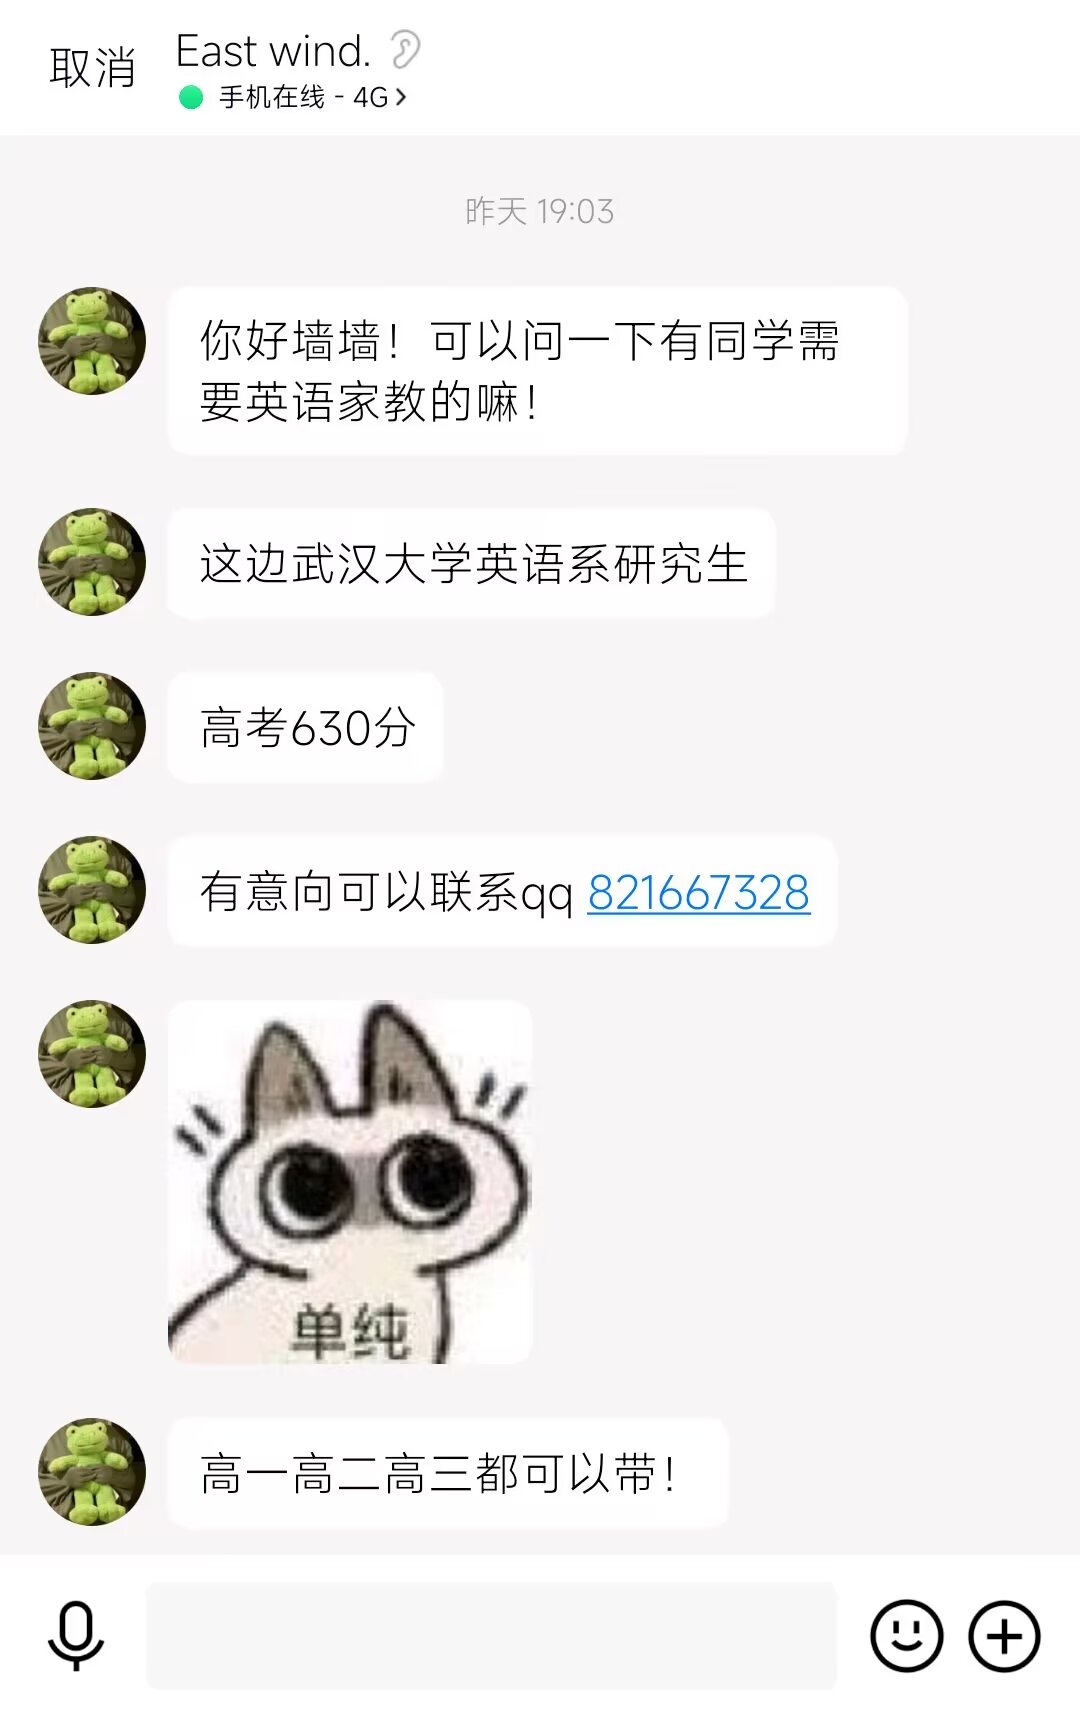 取消
East wind.
手机在线 - 4G
昨天 19:03
你好墙墙！可以问一下有同学需
要英语家教的嘛！
这边武汉大学英语系研究生
高考630分
有意向可以联系qq 821667328
单纯
高一高二高三都可以带！